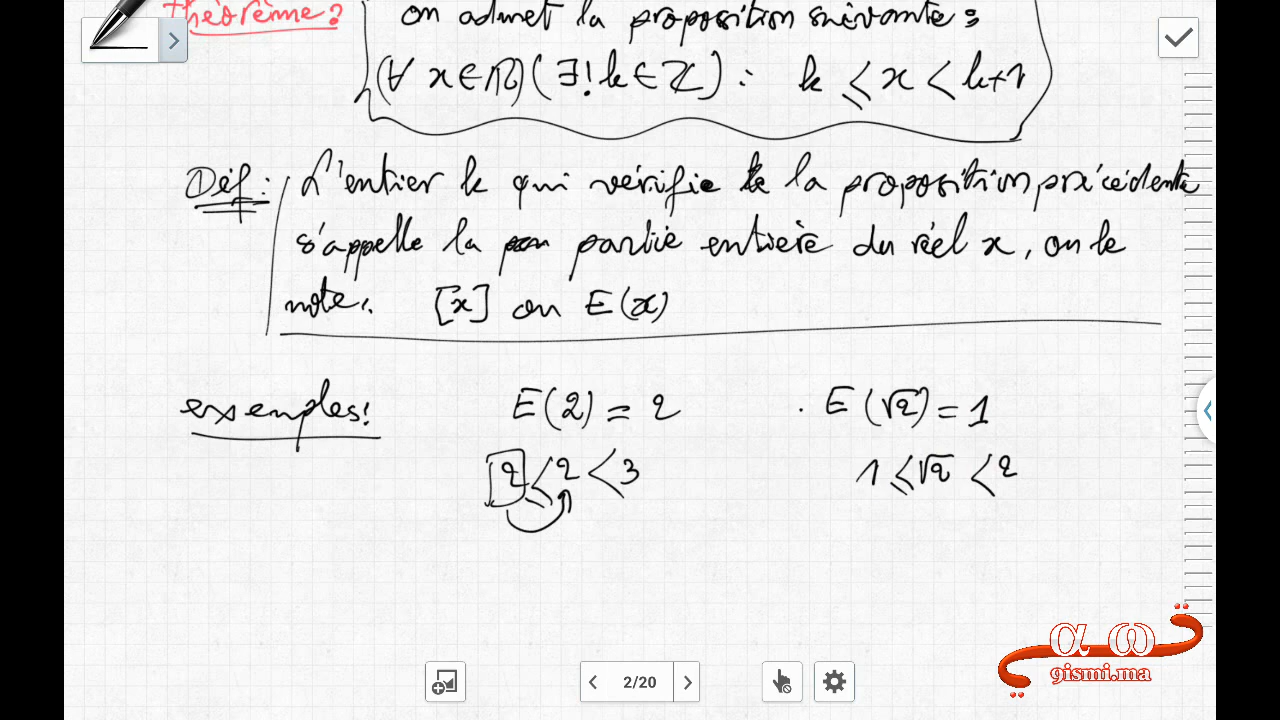 théorème?
on admet la proposition suivante :
(∀ x ∈ ℝ)(∃! k ∈ ℤ) : k ≤ x < k+1
Déf : L'entier k qui vérifie la proposition précédente
s'appelle la partie entière du réel x, on le
note : [x] ou E(x)
exemples : E(2) = 2 . E(√2) = 1
2 ≤ 2 < 3 1 ≤ √2 < 2
α ω
9ismi.ma
2/20